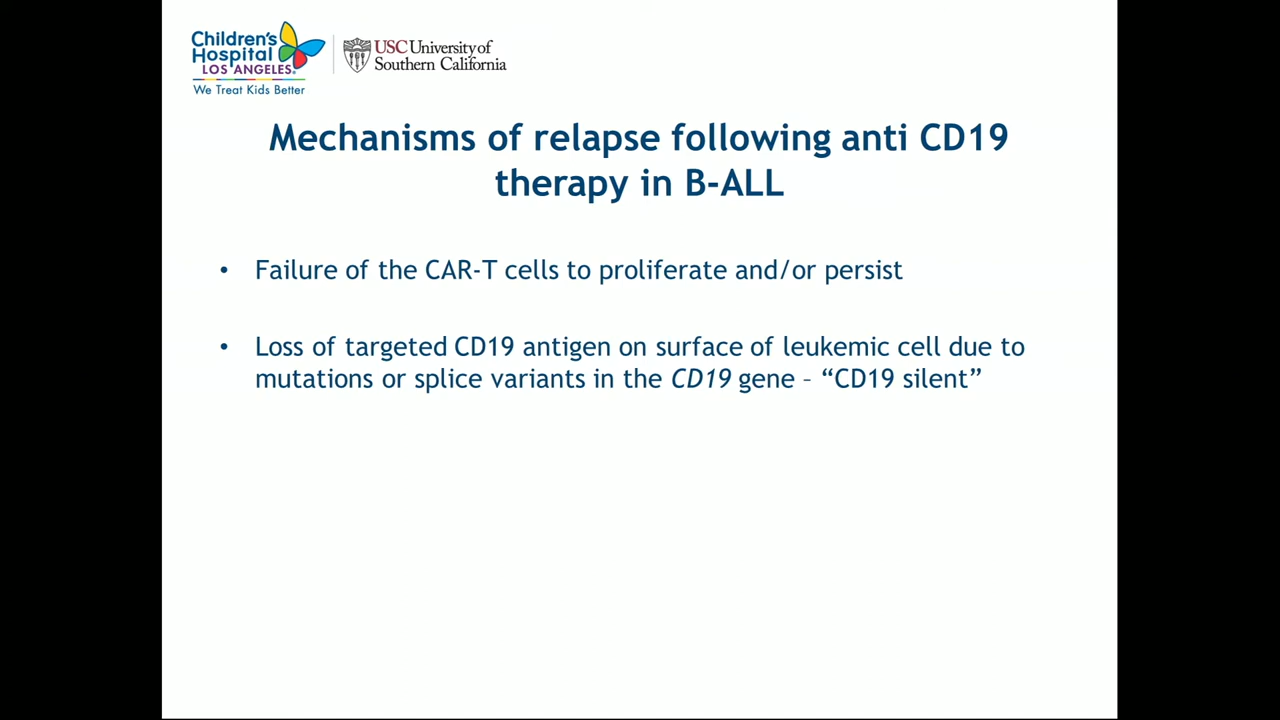 Children's
Hospital
LOS ANGELES®
We Treat Kids Better
USC University of
Southern California
Mechanisms of relapse following anti CD19
therapy in B-ALL
• Failure of the CAR-T cells to proliferate and/or persist
• Loss of targeted CD19 antigen on surface of leukemic cell due to
mutations or splice variants in the CD19 gene – “CD19 silent”